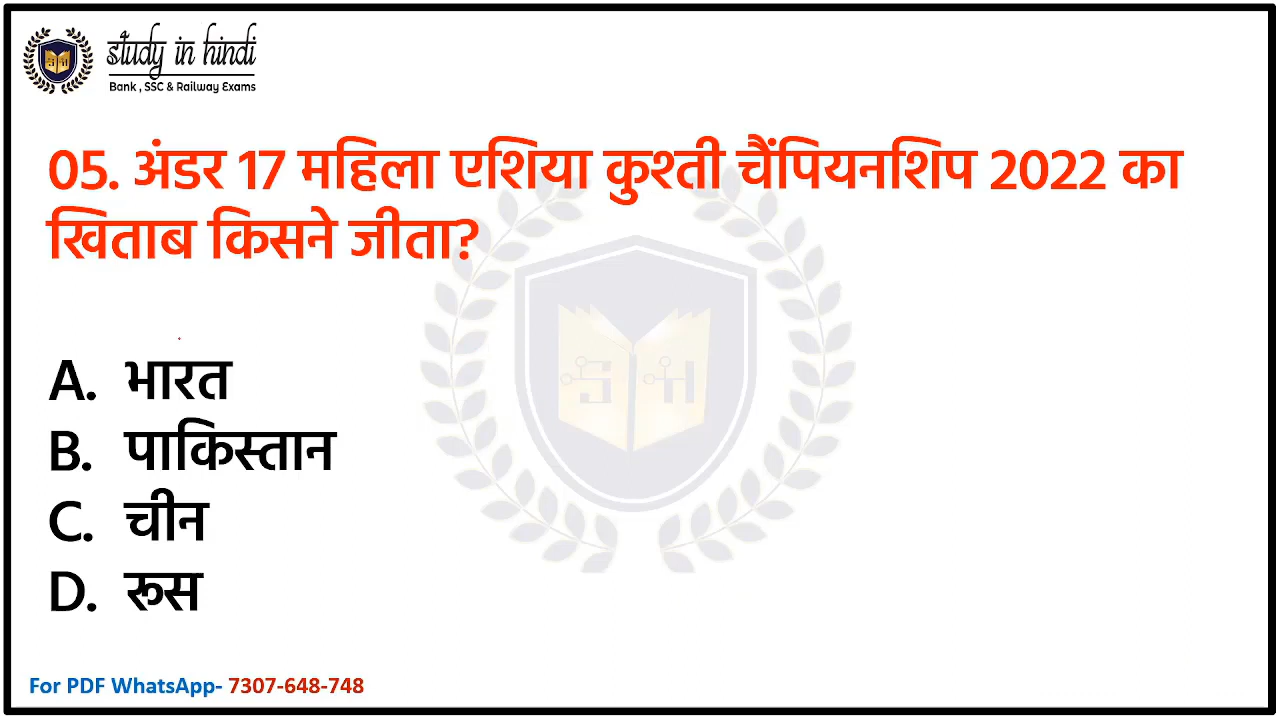 study in hindi
Bank , SSC & Railway Exams
05. अंडर 17 महिला एशिया कुश्ती चैंपियनशिप 2022 का
खिताब किसने जीता?
A. भारत
B. पाकिस्तान
C. चीन
D. रूस
For PDF WhatsApp- 7307-648-748